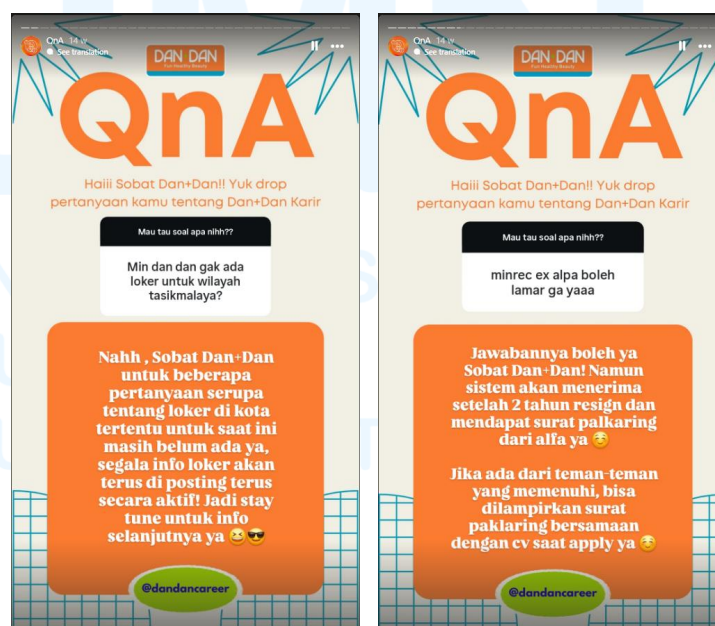 QnA 14 w
See translation
DAN DAN
Fun Healthy Beauty
QnA
Haiii Sobat Dan+Dan!! Yuk drop
pertanyaan kamu tentang Dan+Dan Karir
Mau tau soal apa nihh??
Min dan dan gak ada
loker untuk wilayah
tasikmalaya?
Nahh , Sobat Dan+Dan
untuk beberapa
pertanyaan serupa
tentang loker di kota
tertentu untuk saat ini
masih belum ada ya,
segala info loker akan
terus di posting terus
secara aktif! Jadi stay
tune untuk info
selanjutnya ya 😆😎
@dandancareer
QnA 14 w
See translation
DAN DAN
Fun Healthy Beauty
QnA
Haiii Sobat Dan+Dan!! Yuk drop
pertanyaan kamu tentang Dan+Dan Karir
Mau tau soal apa nihh??
minrec ex alpa boleh
lamar ga yaaa
Jawabannya boleh ya
Sobat Dan+Dan! Namun
sistem akan menerima
setelah 2 tahun resign dan
mendapat surat palkaring
dari alfa ya ☺️
Jika ada dari teman-teman
yang memenuhi, bisa
dilampirkan surat
paklaring bersamaan
dengan cv saat apply ya ☺️
@dandancareer